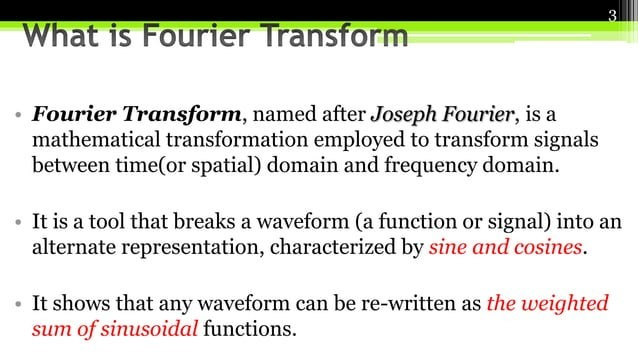 3
What is Fourier Transform
• Fourier Transform, named after Joseph Fourier, is a
mathematical transformation employed to transform signals
between time(or spatial) domain and frequency domain.
• It is a tool that breaks a waveform (a function or signal) into an
alternate representation, characterized by sine and cosines.
• It shows that any waveform can be re-written as the weighted
sum of sinusoidal functions.